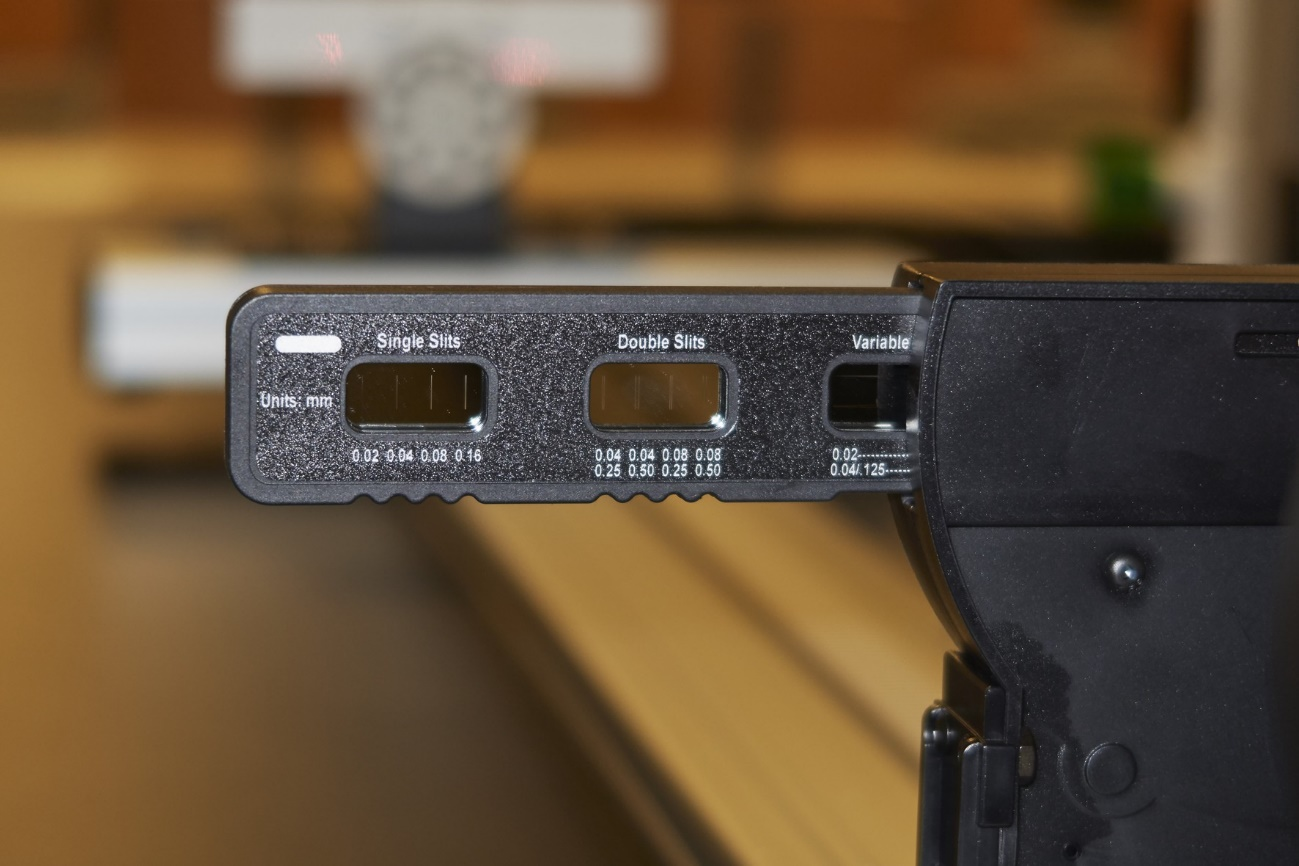 Single Slits
Units: mm
0.02 0.04 0.08 0.16
Double Slits
0.04 0.04 0.08 0.08
0.25 0.50 0.25 0.50
Variable
0.02----------
0.04/.125-----